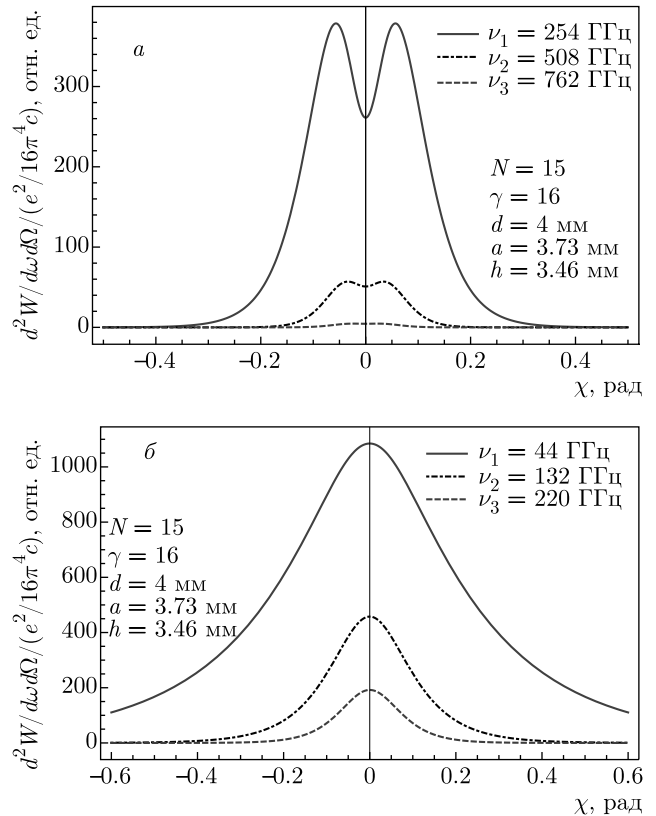 а
ν₁ = 254 ГГц
ν₂ = 508 ГГц
ν₃ = 762 ГГц
N = 15
γ = 16
d = 4 мм
a = 3.73 мм
h = 3.46 мм
d²W/dωdΩ/(e²/16π⁴c), отн. ед.
300
200
100
0
−0.4 −0.2 0 0.2 0.4
χ, рад
б
ν₁ = 44 ГГц
ν₂ = 132 ГГц
ν₃ = 220 ГГц
N = 15
γ = 16
d = 4 мм
a = 3.73 мм
h = 3.46 мм
d²W/dωdΩ/(e²/16π⁴c), отн. ед.
1000
800
600
400
200
0
−0.6 −0.4 −0.2 0 0.2 0.4 0.6
χ, рад